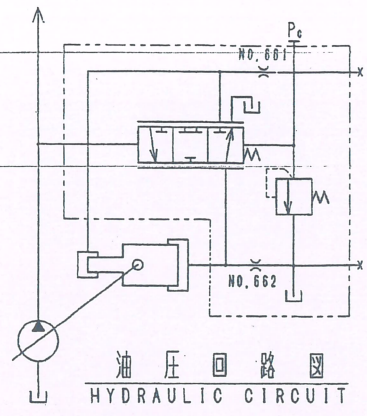 Pc
NO.661
NO.662
油圧回路図
HYDRAULIC CIRCUIT